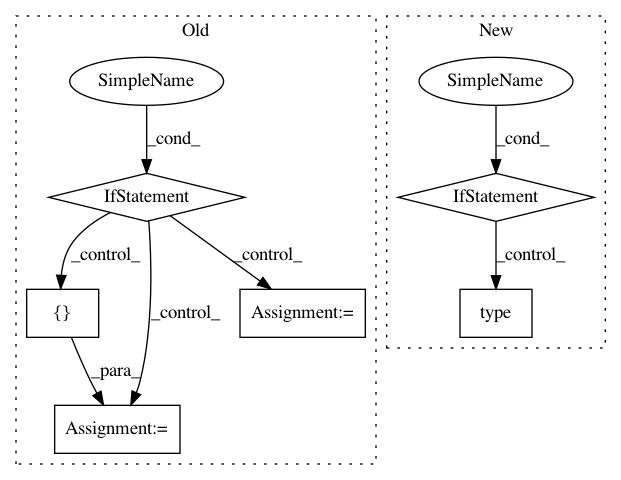 Old
New
SimpleName
SimpleName
_cond_
_cond_
IfStatement
IfStatement
_control_
_control_
_control_
_control_
{}
Assignment:=
type
_para_
Assignment:=